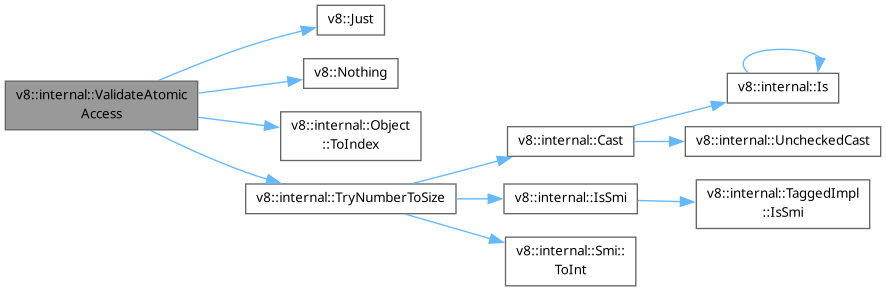 v8::internal::ValidateAtomic
Access
v8::Just
v8::Nothing
v8::internal::Object
::ToIndex
v8::internal::TryNumberToSize
v8::internal::Cast
v8::internal::Is
v8::internal::UncheckedCast
v8::internal::IsSmi
v8::internal::TaggedImpl
::IsSmi
v8::internal::Smi::
ToInt